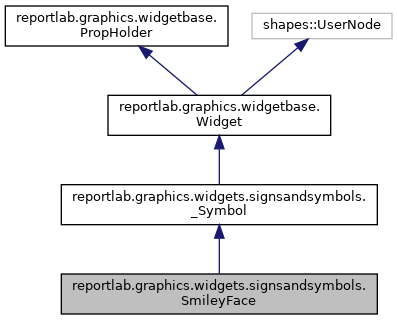 reportlab.graphics.widgetbase.
PropHolder
shapes::UserNode
reportlab.graphics.widgetbase.
Widget
reportlab.graphics.widgets.signsandsymbols.
_Symbol
reportlab.graphics.widgets.signsandsymbols.
SmileyFace